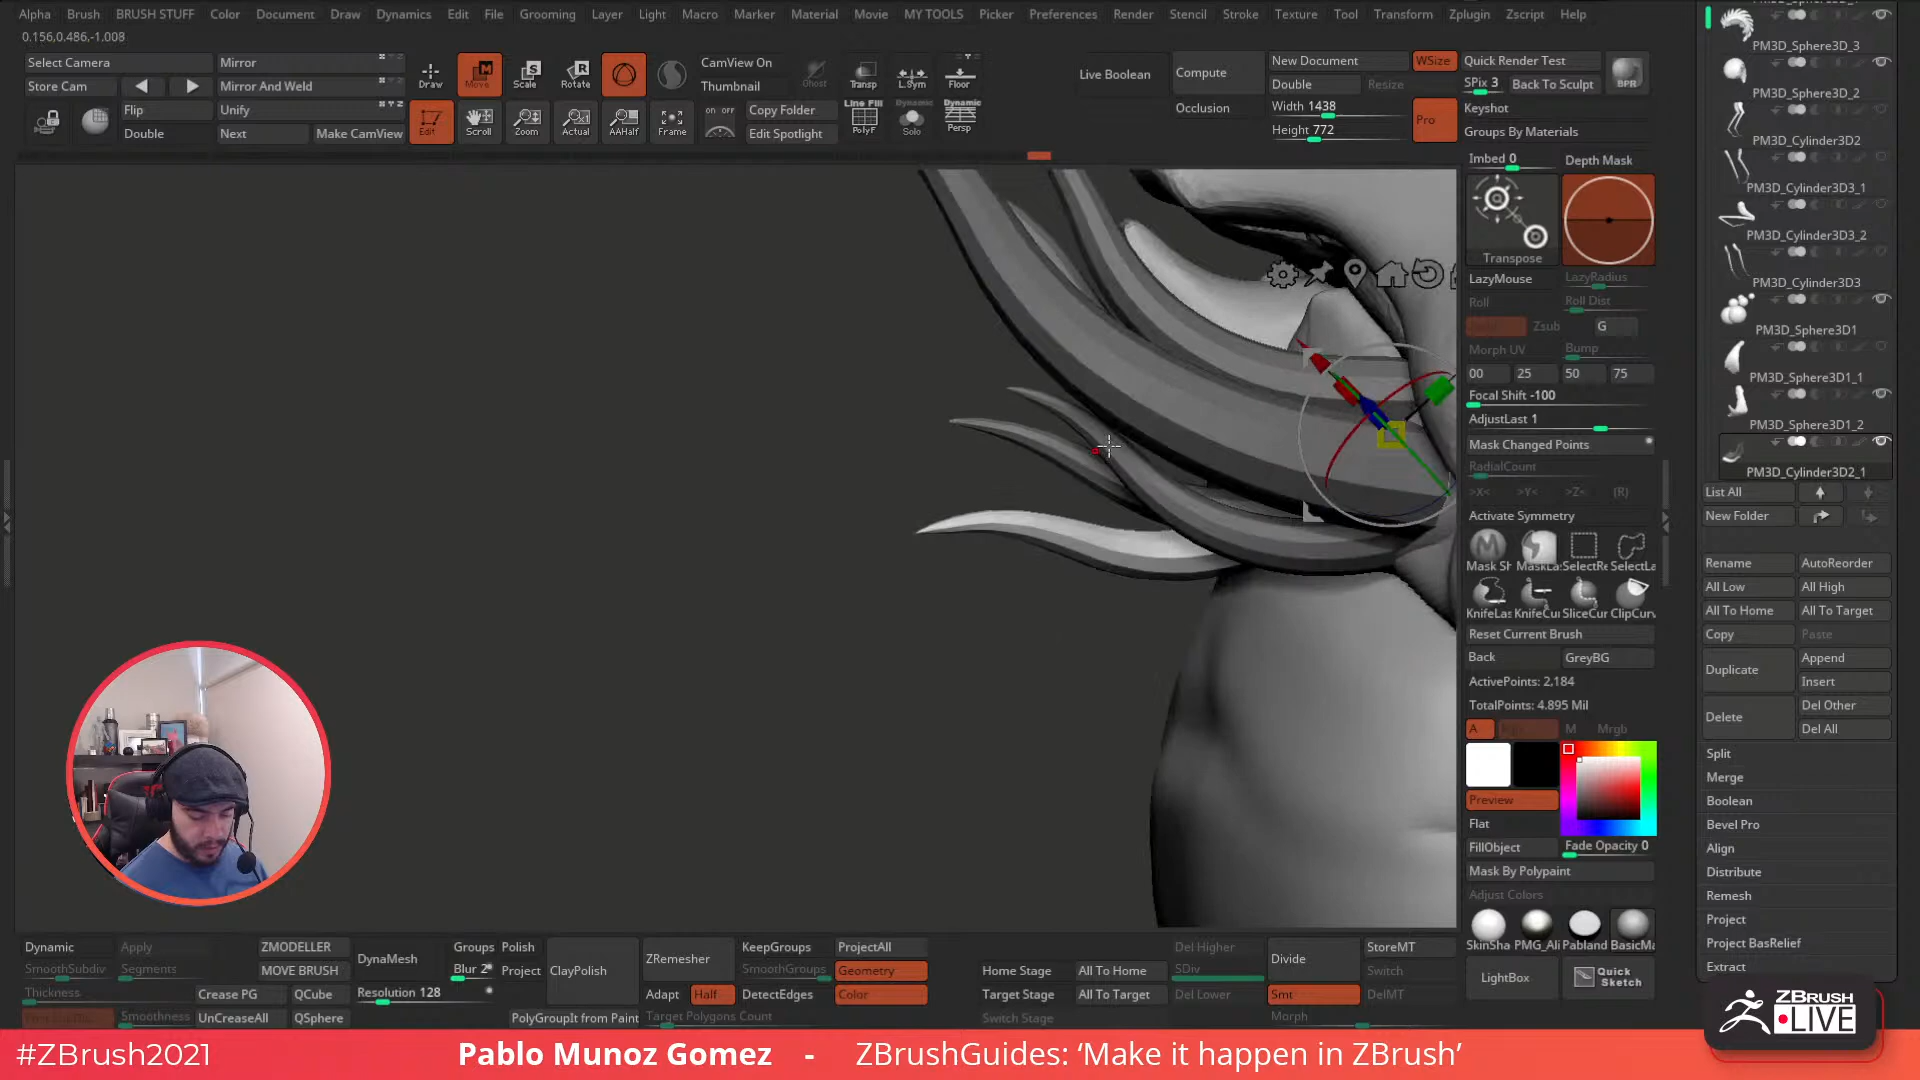 Alpha Brush BRUSH STUFF Color Document Draw Dynamics Edit File Grooming Layer Light Macro Marker Material Movie MY TOOLS Picker Preferences Render Stencil Stroke Texture Tool Transform Zplugin Zscript Help
0.156,0.486,-1.008
Select Camera Mirror CamView On New Document WSize Quick Render Test
Store Cam Mirror And Weld Draw Move Scale Rotate Thumbnail Ghost Transp L.Sym Floor Live Boolean Compute Double Resize SPix 3 Back To Sculpt BPR
Flip Unify on off Copy Folder Line Fill Dynamic Dynamic Occlusion Width 1438 Pro Keyshot
Double Next Make CamView Edit Scroll Zoom Actual AAHalf Frame Edit Spotlight PolyF Solo Persp Height 772 Groups By Materials
Imbed 0 Depth Mask
Transpose
LazyMouse LazyRadius
Roll Roll Dist
Zsub G
Morph UV Bump
00 25 50 75
Focal Shift -100
AdjustLast 1
Mask Changed Points
RadialCount
>X< >Y< >Z< (R)
Activate Symmetry
Mask SI MaskLa SelectRe SelectLa
KnifeLas KnifeCu SliceCur ClipCurv
Reset Current Brush
Back GreyBG
ActivePoints: 2,184
TotalPoints: 4.895 Mil
A M Mrgb
Preview
Flat
FillObject Fade Opacity 0
Mask By Polypaint
Adjust Colors
SkinSha PMG_Ali Pabland BasicMa
LightBox Quick Sketch
PM3D_Sphere3D_3
PM3D_Sphere3D_2
PM3D_Cylinder3D2
PM3D_Cylinder3D3_1
PM3D_Cylinder3D3_2
PM3D_Cylinder3D3
PM3D_Sphere3D1
PM3D_Sphere3D1_1
PM3D_Sphere3D1_2
PM3D_Cylinder3D2_1
List All
New Folder
Rename AutoReorder
All Low All High
All To Home All To Target
Copy Paste
Duplicate Append
Insert
Delete Del Other
Del All
Split
Merge
Boolean
Bevel Pro
Align
Distribute
Remesh
Project
Project BasRelief
Extract
Dynamic Apply ZMODELLER DynaMesh Groups Polish ClayPolish ZRemesher KeepGroups ProjectAll Del Higher Divide StoreMT
SmoothSubdiv Segments MOVE BRUSH Blur 2 Project SmoothGroups Geometry Home Stage All To Home SDiv Switch
Thickness Crease PG QCube Resolution 128 Adapt Half DetectEdges Color Target Stage All To Target Del Lower Smt DelMT
Smoothness UnCreaseAll QSphere PolyGroupIt from Paint Target Polygons Count Switch Stage Morph
ZBRUSH
LIVE
#ZBrush2021 Pablo Munoz Gomez - ZBrushGuides: ‘Make it happen in ZBrush’